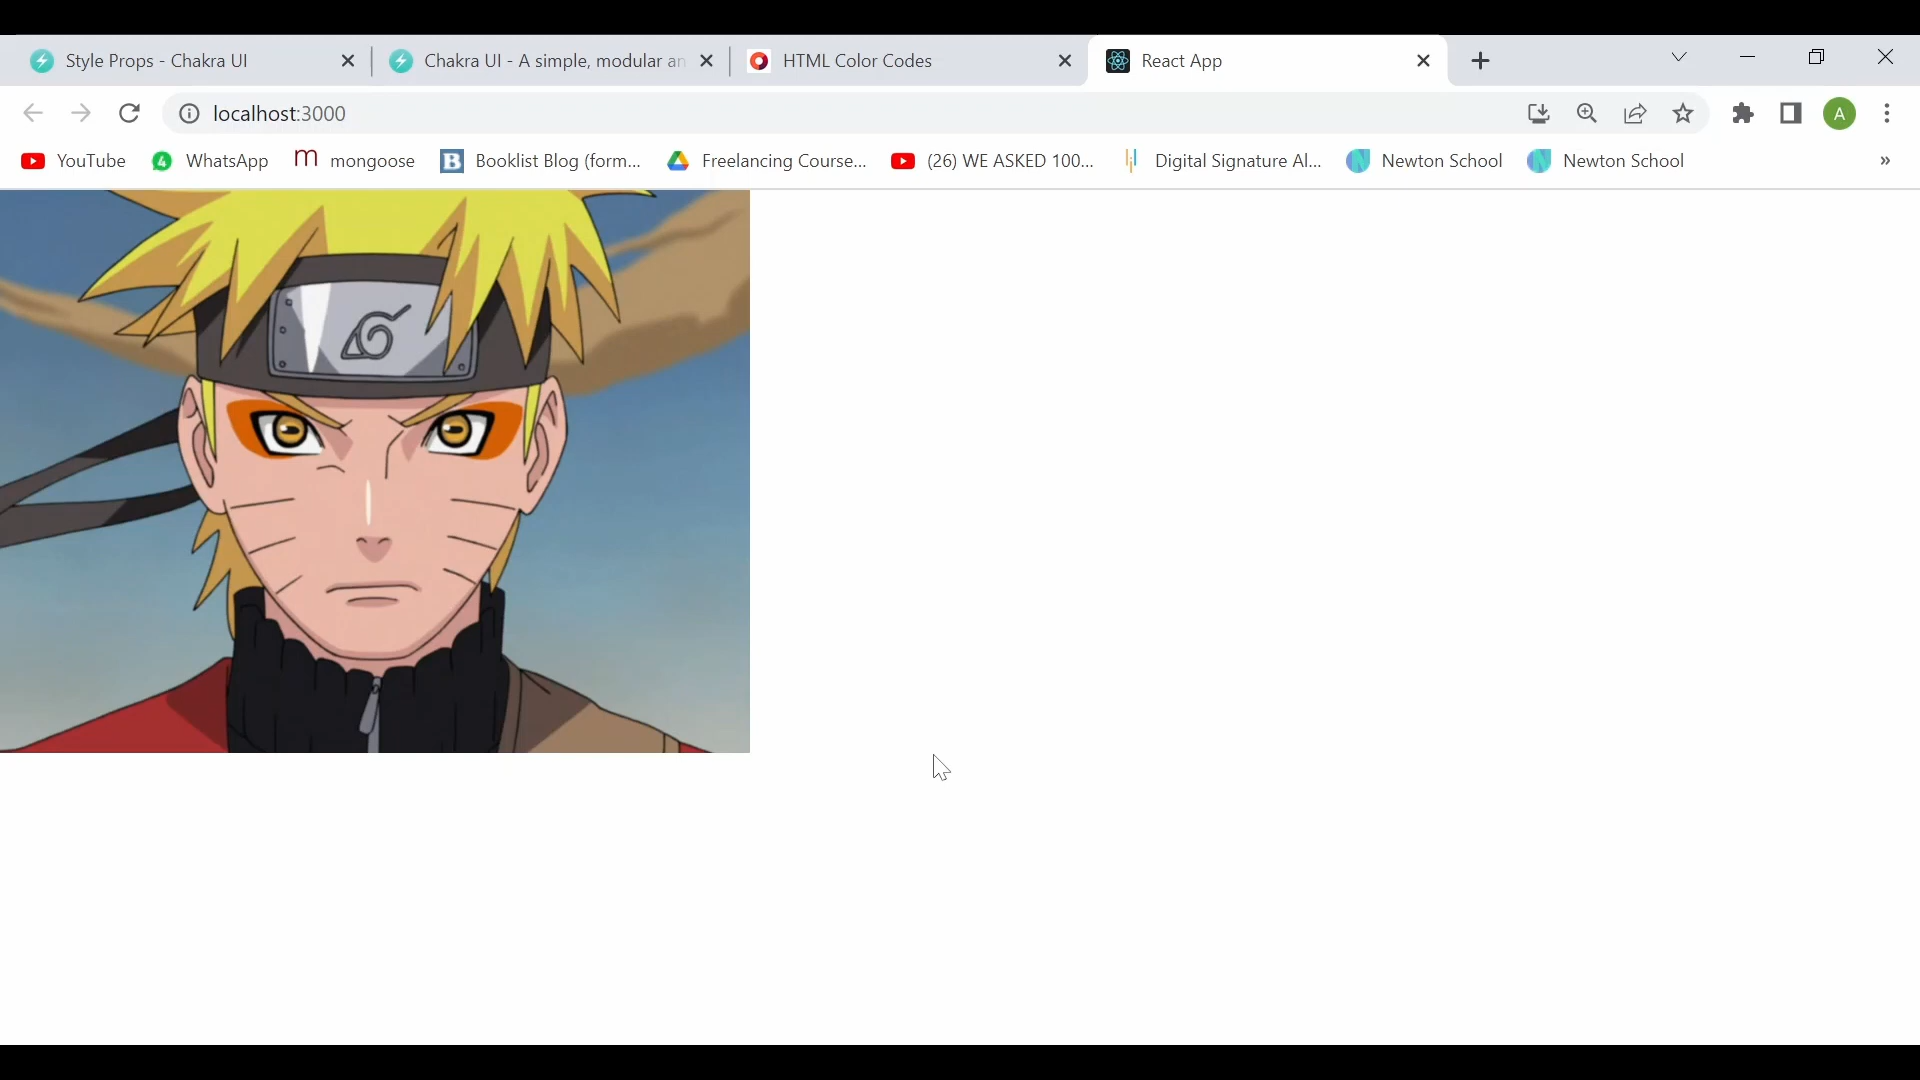 Style Props - Chakra UI
Chakra UI - A simple, modular an
HTML Color Codes
React App
localhost:3000
A
YouTube
4 WhatsApp
m mongoose
B Booklist Blog (form...
Freelancing Course...
(26) WE ASKED 100...
Digital Signature Al...
Newton School
Newton School
»